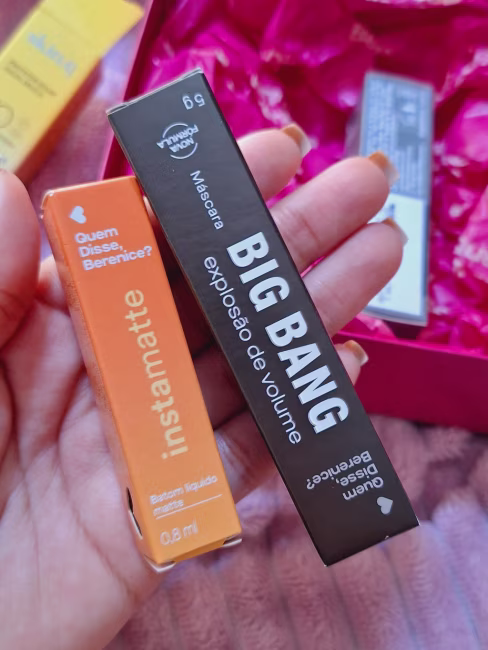 Quem
Disse,
Berenice?
instamatte
Batom líquido
matte
0,8 ml
5g
NOVA
FÓRMULA
Máscara
BIG BANG
explosão de volume
Quem
Disse,
Berenice?